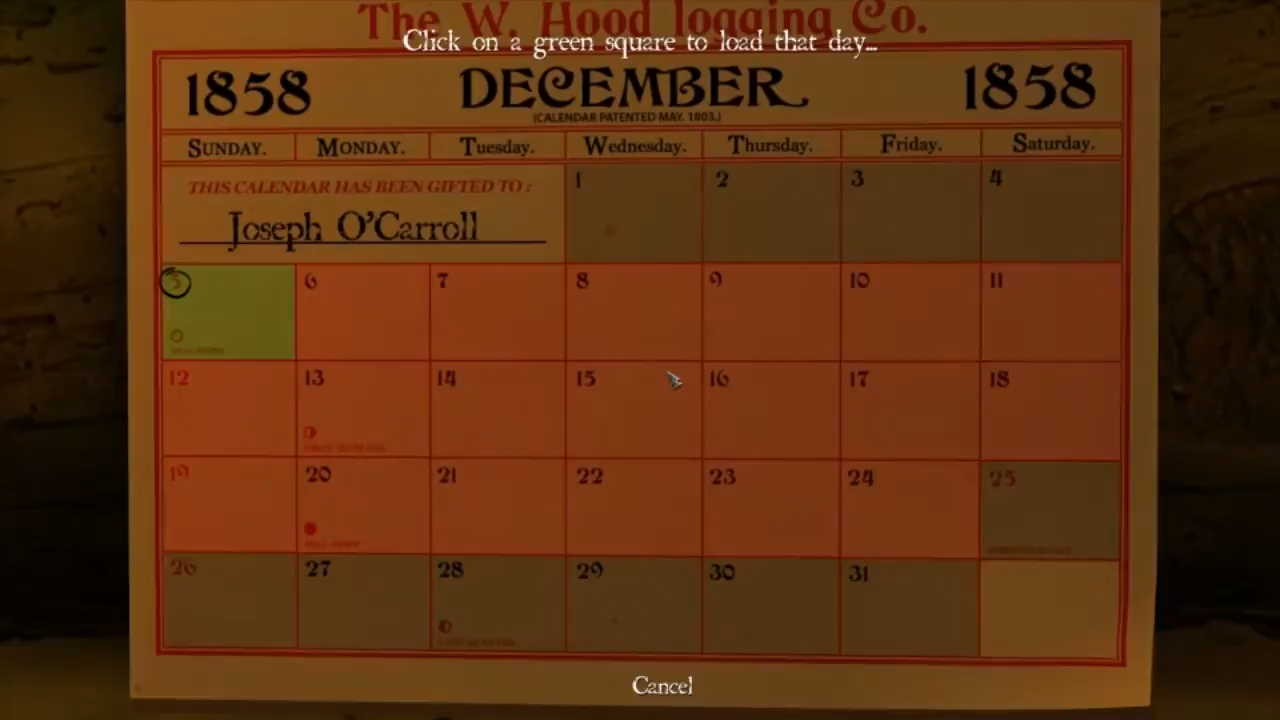 The W. Hood logging Co.
Click on a green square to load that day...
1858 DECEMBER 1858
(CALENDAR PATENTED MAY. 1803.)
SUNDAY. MONDAY. Tuesday. Wednesday. Thursday. Friday. Saturday.
THIS CALENDAR HAS BEEN GIFTED TO :
Joseph O'Carroll
1 2 3 4
5 6 7 8 9 10 11
12 13 14 15 16 17 18
19 20 21 22 23 24 25
26 27 28 29 30 31
Cancel